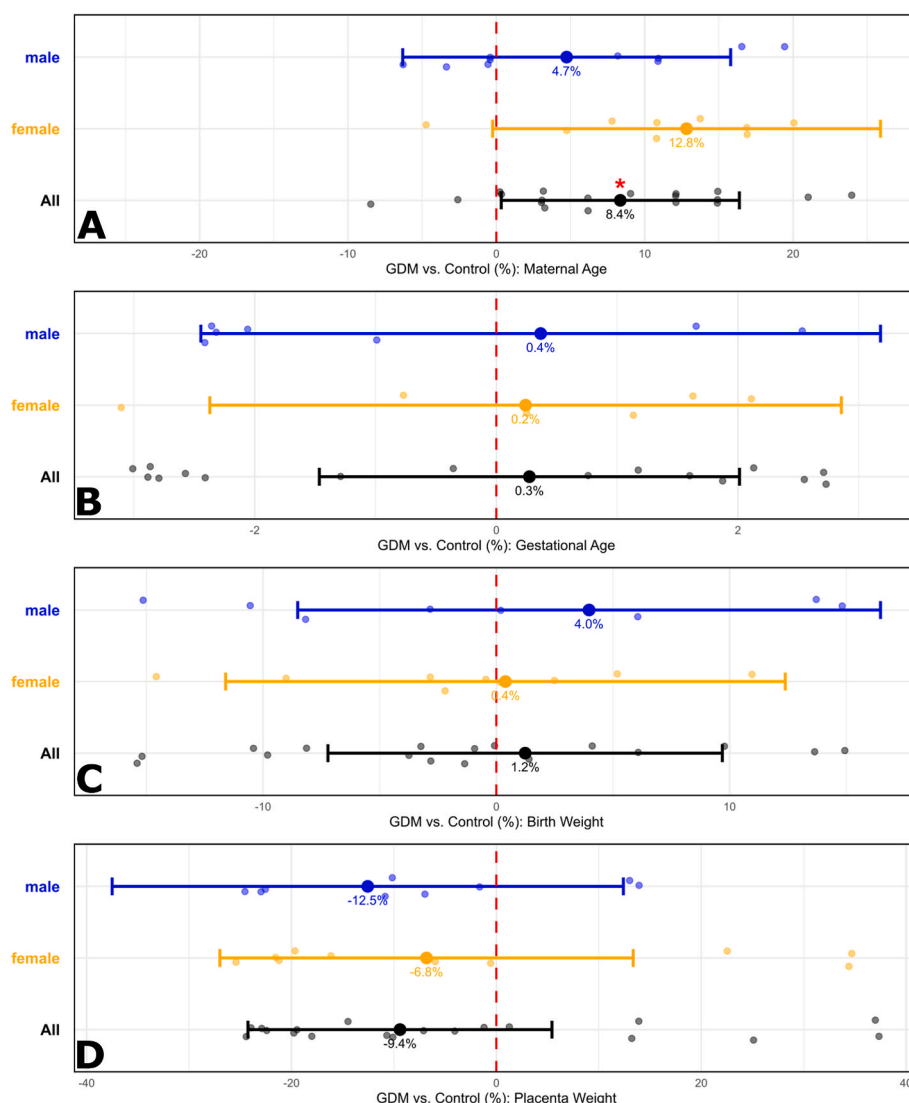 male
4.7%
female
12.8%
*
All
8.4%
A
-20 -10 0 10 20
GDM vs. Control (%): Maternal Age
male
0.4%
female
0.2%
All
0.3%
B
-2 0 2
GDM vs. Control (%): Gestational Age
male
4.0%
female
0.4%
All
1.2%
C
-10 0 10
GDM vs. Control (%): Birth Weight
male
-12.5%
female
-6.8%
All
-9.4%
D
-40 -20 0 20 40
GDM vs. Control (%): Placenta Weight